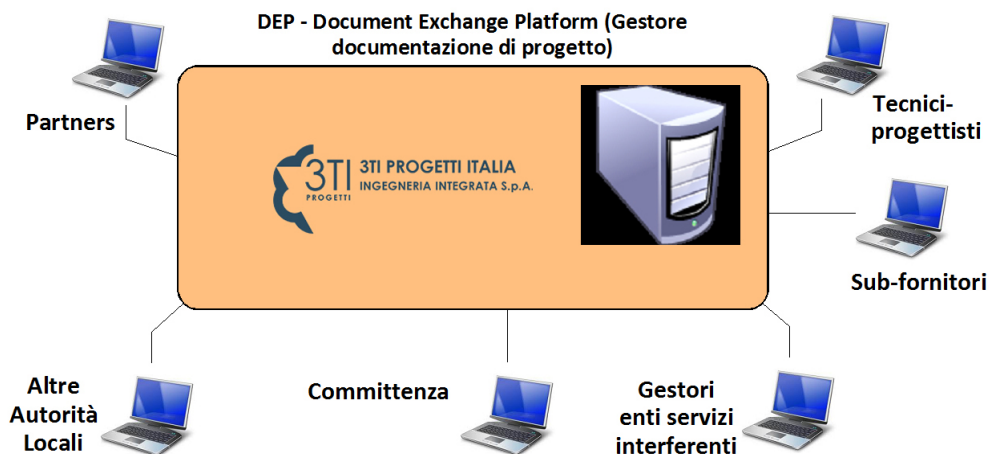 DEP - Document Exchange Platform (Gestore
documentazione di progetto)
Partners
Tecnici-
progettisti
3TI
PROGETTI
3TI PROGETTI ITALIA
INGEGNERIA INTEGRATA S.p.A.
Sub-fornitori
Altre
Autorità
Locali
Committenza
Gestori
enti servizi
interferenti